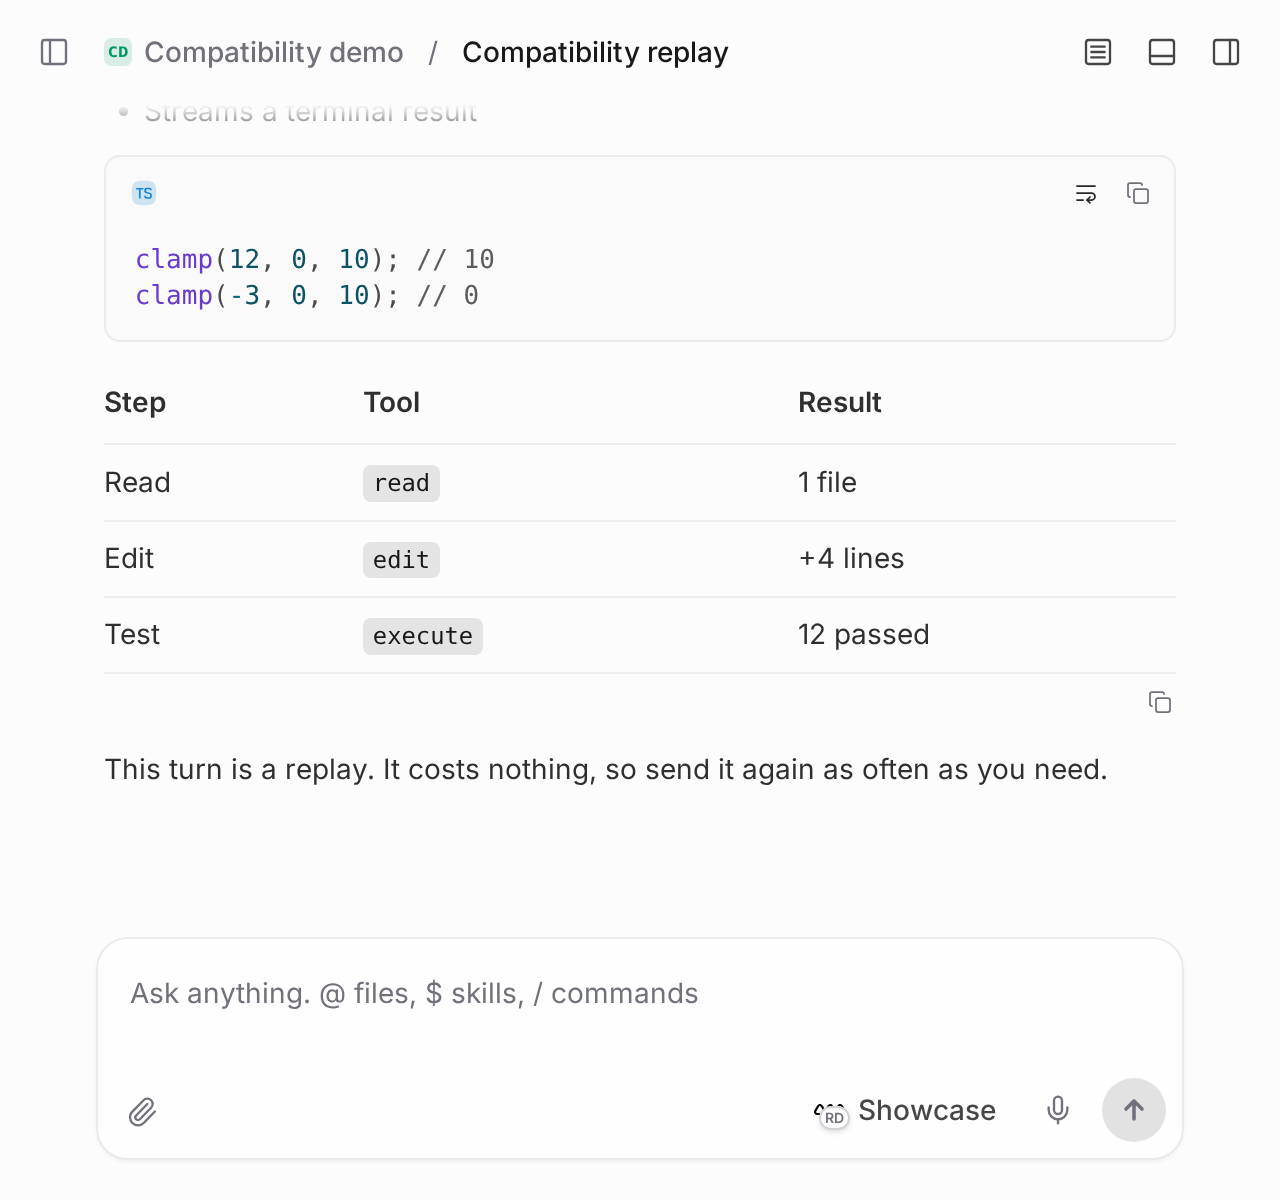 CD Compatibility demo / Compatibility replay
• Streams a terminal result
TS
clamp(12, 0, 10); // 10
clamp(-3, 0, 10); // 0
Step Tool Result
Read read 1 file
Edit edit +4 lines
Test execute 12 passed
This turn is a replay. It costs nothing, so send it again as often as you need.
Ask anything. @ files, $ skills, / commands
RD Showcase